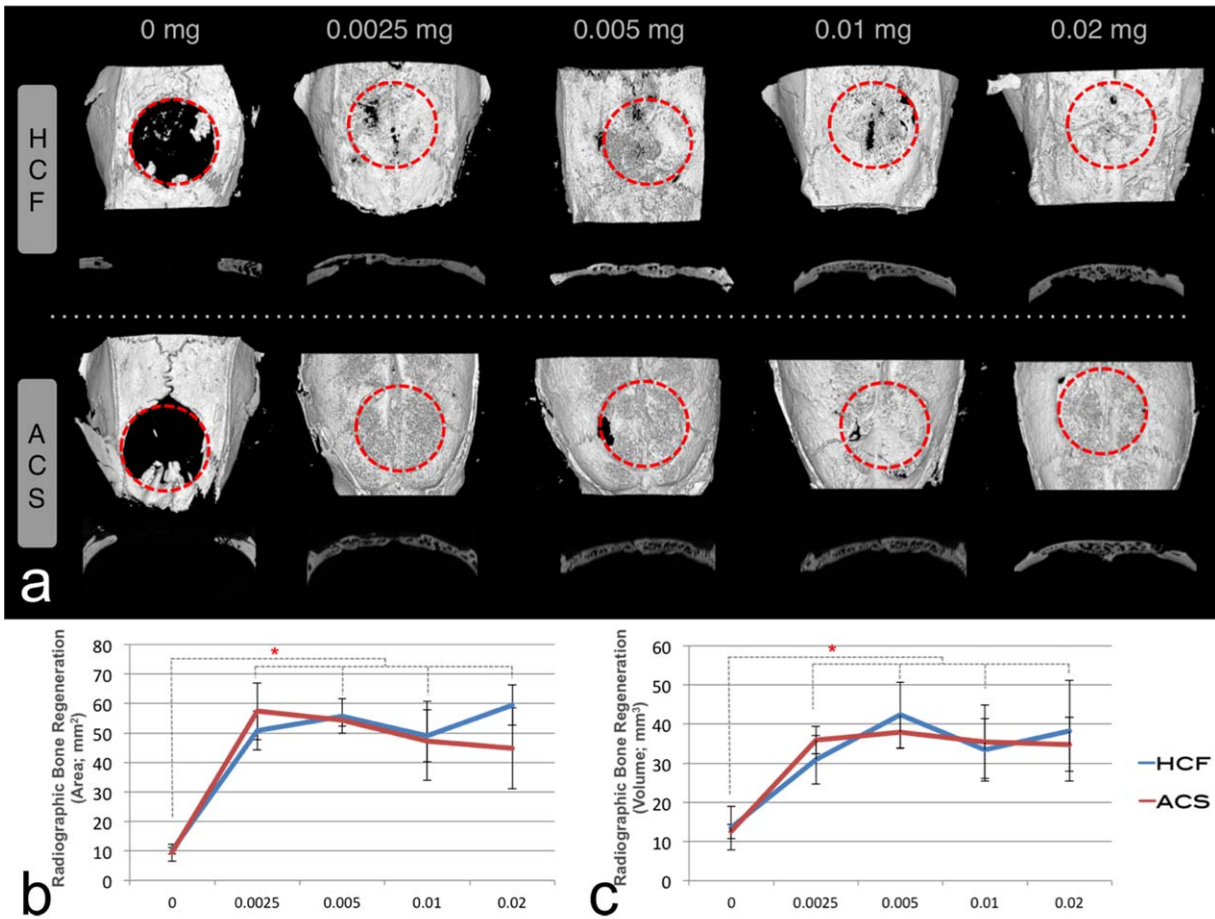 0 mg 0.0025 mg 0.005 mg 0.01 mg 0.02 mg
H
C
F
A
C
S
a
Radiographic Bone Regeneration
(Area; mm²)
80
70
60
50
40
30
20
10
0
*
0 0.0025 0.005 0.01 0.02
b
Radiographic Bone Regeneration
(Volume; mm³)
60
50
40
30
20
10
0
*
0 0.0025 0.005 0.01 0.02
c
HCF
ACS